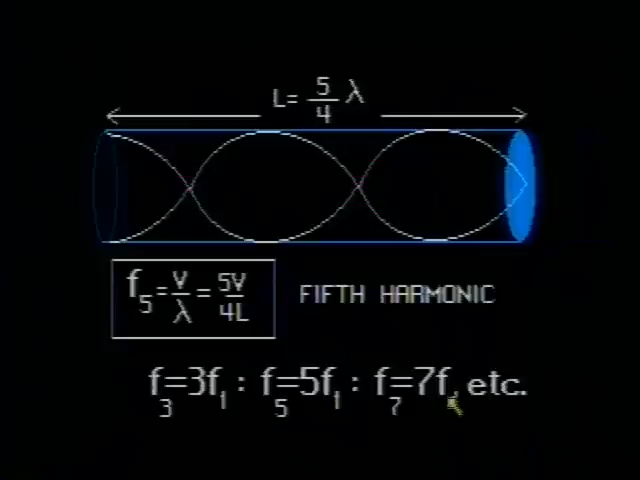 L = 5/4 λ
f₅ = V/λ = 5V/4L
FIFTH HARMONIC
f₃=3f₁ : f₅=5f₁ : f₇=7f₁ etc.